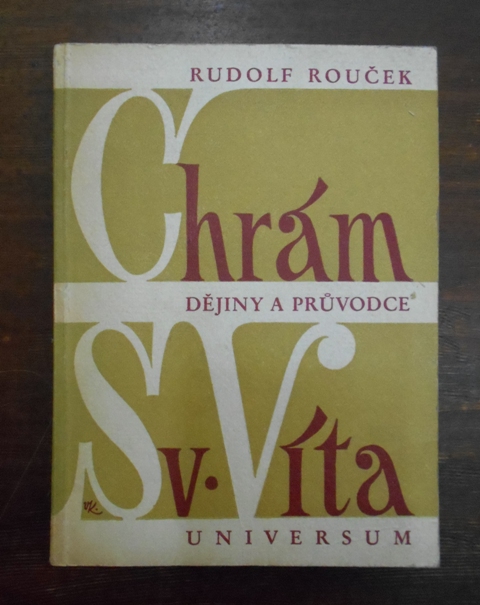 RUDOLF ROUČEK
Chrám
DĚJINY A PRŮVODCE
Sv. Víta
UNIVERSUM